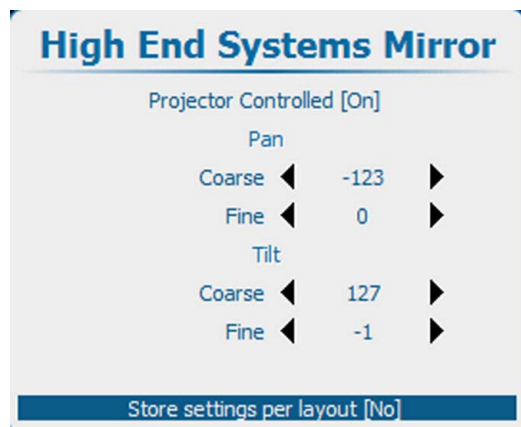 High End Systems Mirror
Projector Controlled [On]
Pan
Coarse -123
Fine 0
Tilt
Coarse 127
Fine -1
Store settings per layout [No]